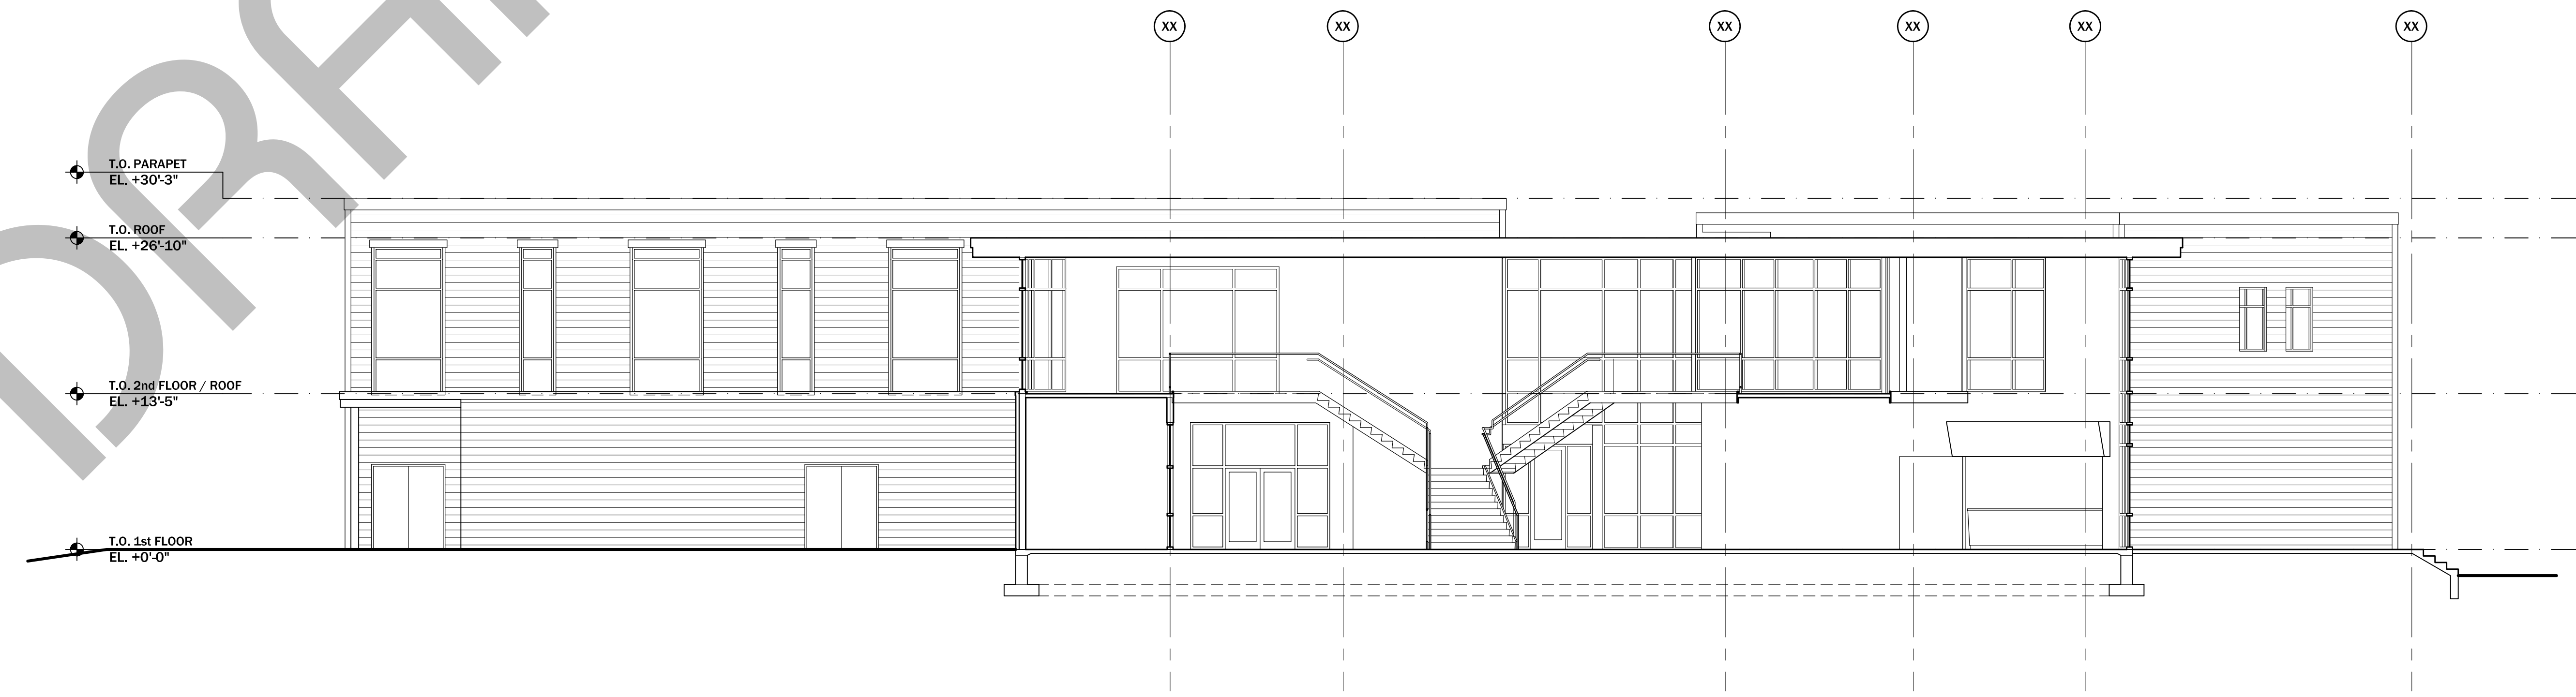 XX XX XX XX XX XX
T.O. PARAPET
EL. +30'-3"
T.O. ROOF
EL. +26'-10"
T.O. 2nd FLOOR / ROOF
EL. +13'-5"
T.O. 1st FLOOR
EL. +0'-0"